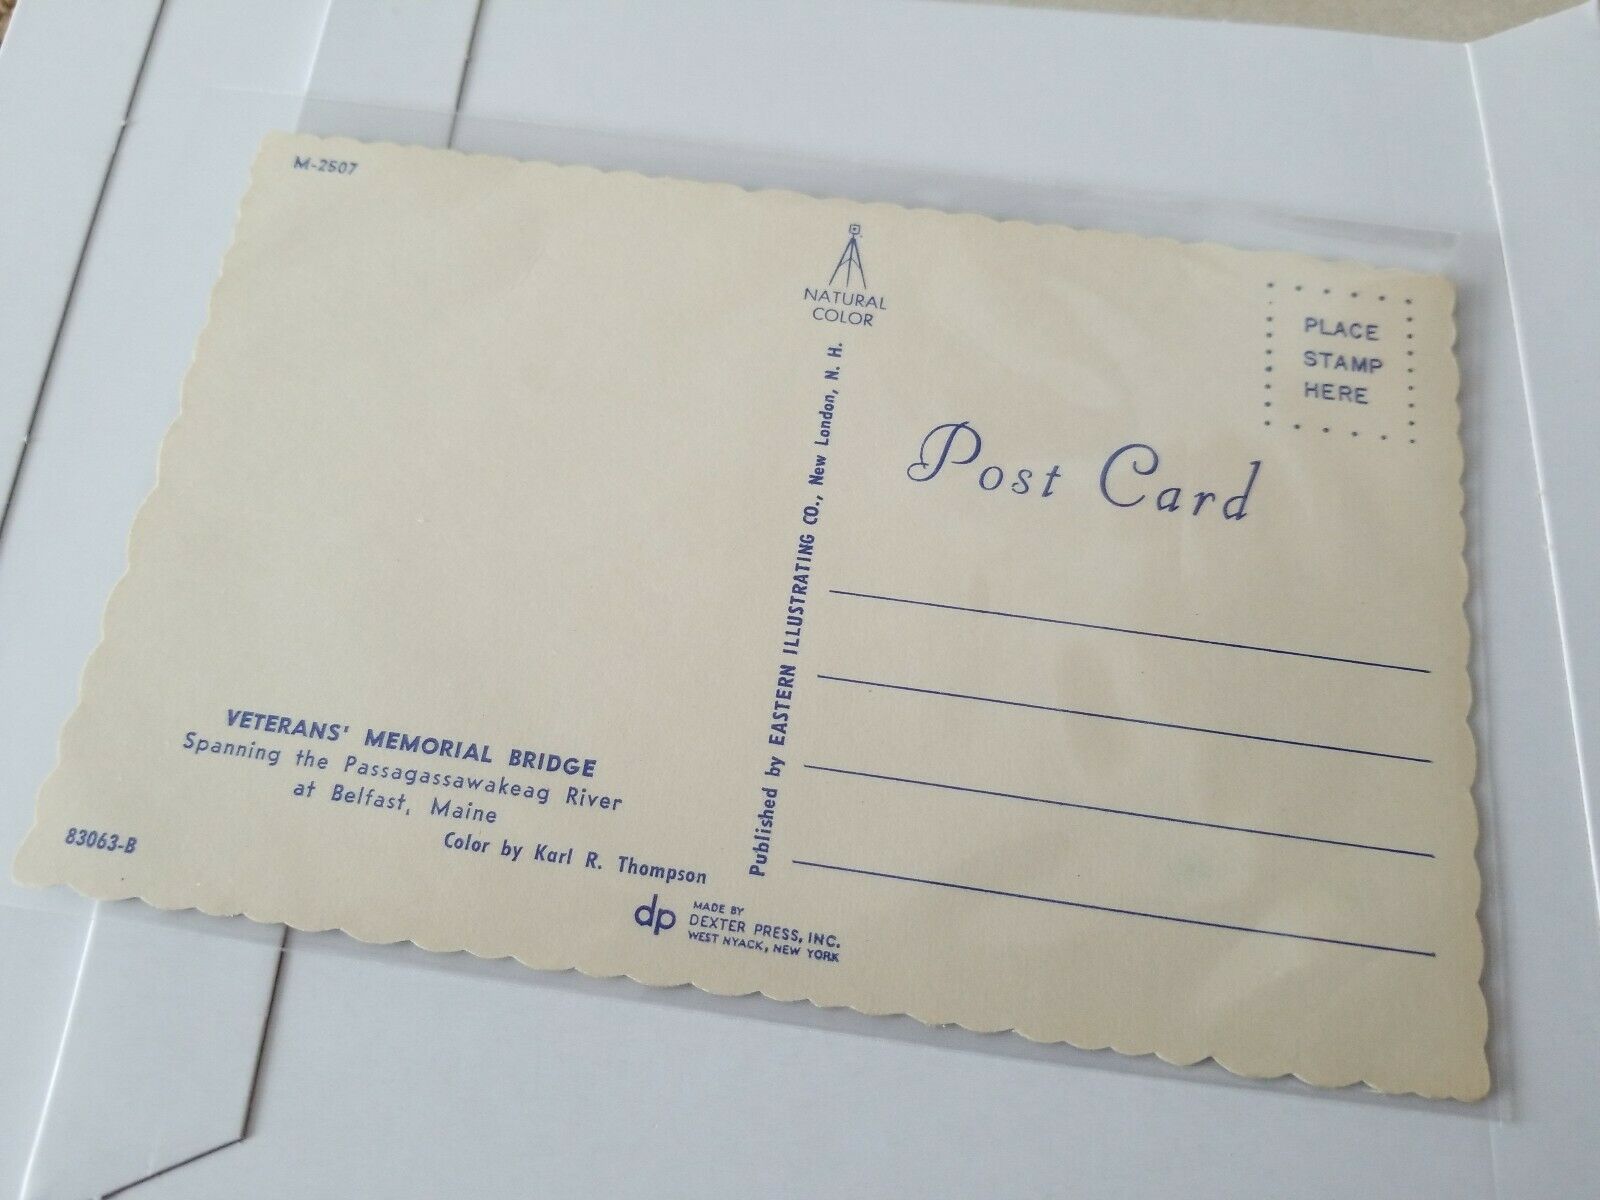 M-2507
NATURAL
COLOR
PLACE
STAMP
HERE
Post Card
Published by EASTERN ILLUSTRATING CO., New London, N. H.
VETERANS' MEMORIAL BRIDGE
Spanning the Passagassawakeag River
at Belfast, Maine
Color by Karl R. Thompson
83063-B
dp
MADE BY
DEXTER PRESS, INC.
WEST NYACK, NEW YORK